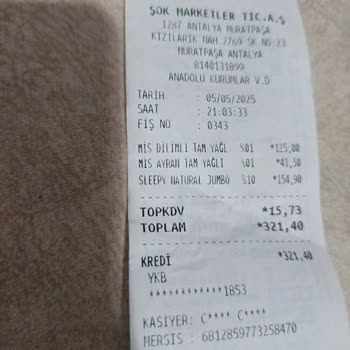 ŞOK MARKETLER TİC.A.Ş
1287 ANTALYA MURATPAŞA
KIZILARIK MAH 2769 SK NO:23
MURATPAŞA ANTALYA
8140131899
ANADOLU KURUMLAR V.D
TARİH : 05/05/2025
SAAT : 21:03:33
FİŞ NO : 0343
MİS DİLİMLİ TAM YAĞL %01 *125,00
MİS AYRAN TAM YAĞLI %01 *41,50
SLEEPY NATURAL JUMBO %10 *154,90
TOPKDV *15,73
TOPLAM *321,40
KREDİ *321,40
YKB
************1853
KASİYER: C**** C****
MERSİS : 6812859773258470